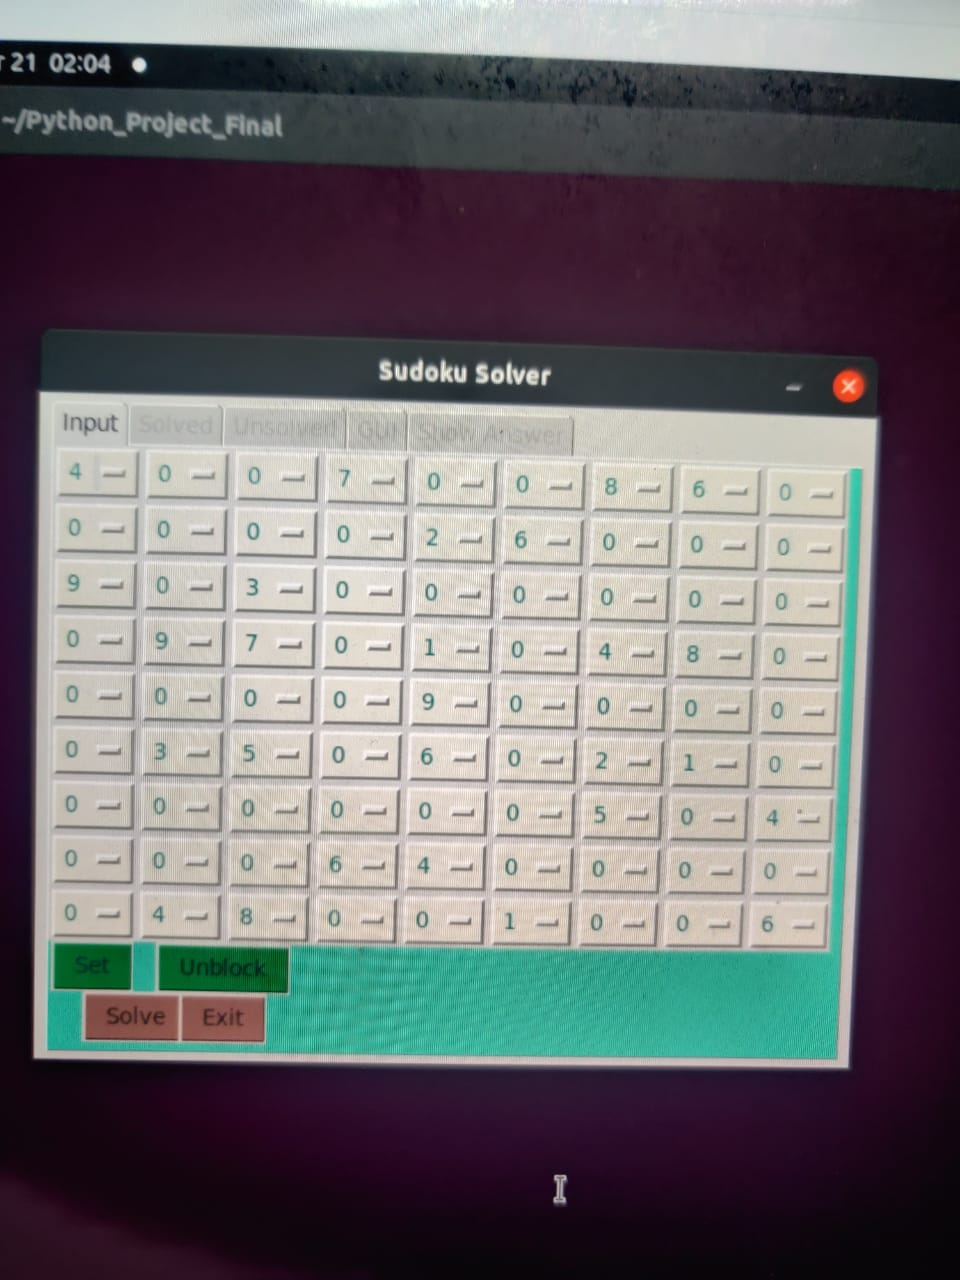 r 21 02:04
~/Python_Project_Final
Sudoku Solver
Input Solved Unsolved GUI Show Answer
4 0 0 7 0 0 8 6 0
0 0 0 0 2 6 0 0 0
9 0 3 0 0 0 0 0 0
0 9 7 0 1 0 4 8 0
0 0 0 0 9 0 0 0 0
0 3 5 0 6 0 2 1 0
0 0 0 0 0 0 5 0 4
0 0 0 6 4 0 0 0 0
0 4 8 0 0 1 0 0 6
Set Unblock
Solve Exit